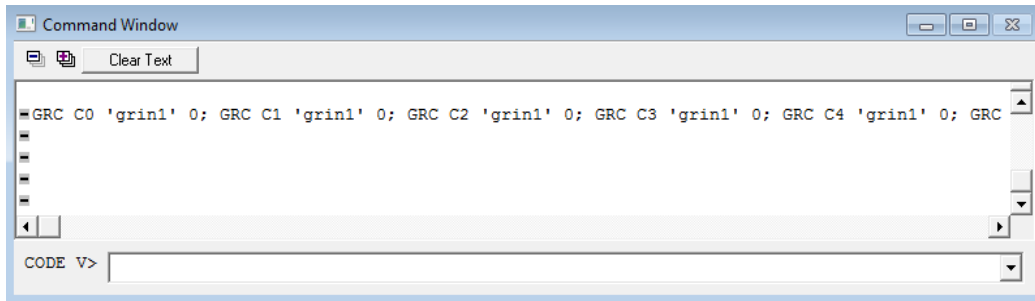 Command Window
Clear Text
GRC C0 'grin1' 0; GRC C1 'grin1' 0; GRC C2 'grin1' 0; GRC C3 'grin1' 0; GRC C4 'grin1' 0; GRC
CODE V>